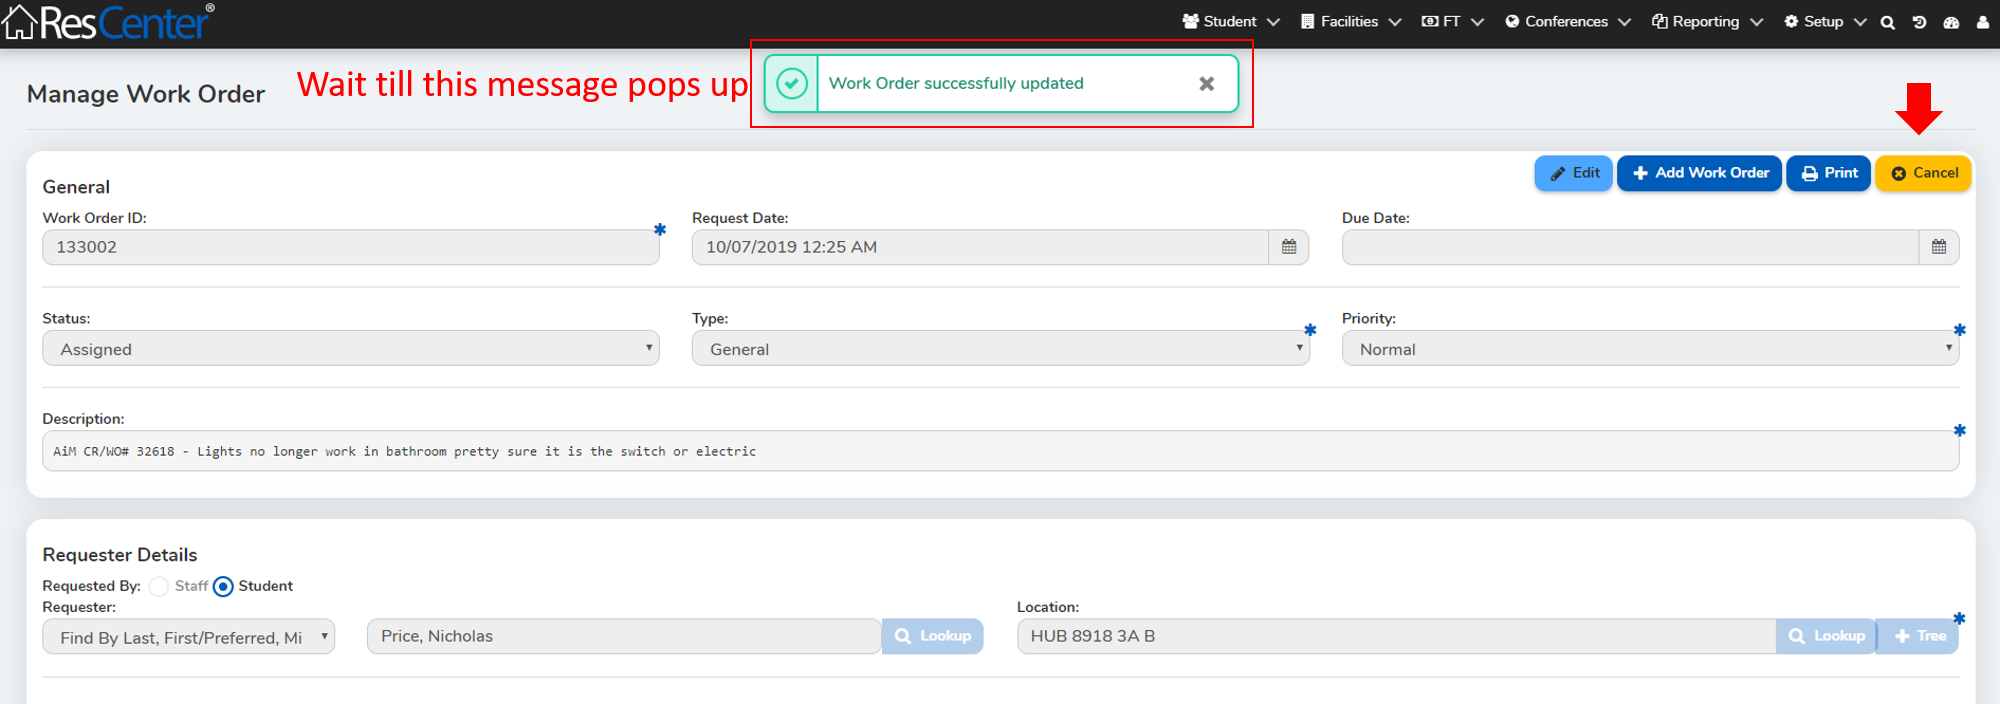 ResCenter®
Student Facilities FT Conferences Reporting Setup
Manage Work Order
Wait till this message pops up
Work Order successfully updated
General
Edit Add Work Order Print Cancel
Work Order ID: Request Date: Due Date:
133002 10/07/2019 12:25 AM
Status: Type: Priority:
Assigned General Normal
Description:
AiM CR/WO# 32618 - Lights no longer work in bathroom pretty sure it is the switch or electric
Requester Details
Requested By: Staff Student
Requester: Location:
Find By Last, First/Preferred, Mi Price, Nicholas Lookup HUB 8918 3A B Lookup Tree